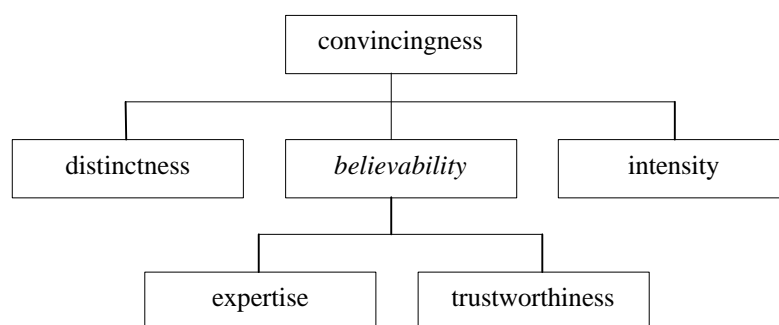 convincingness
distinctness
believability
intensity
expertise
trustworthiness